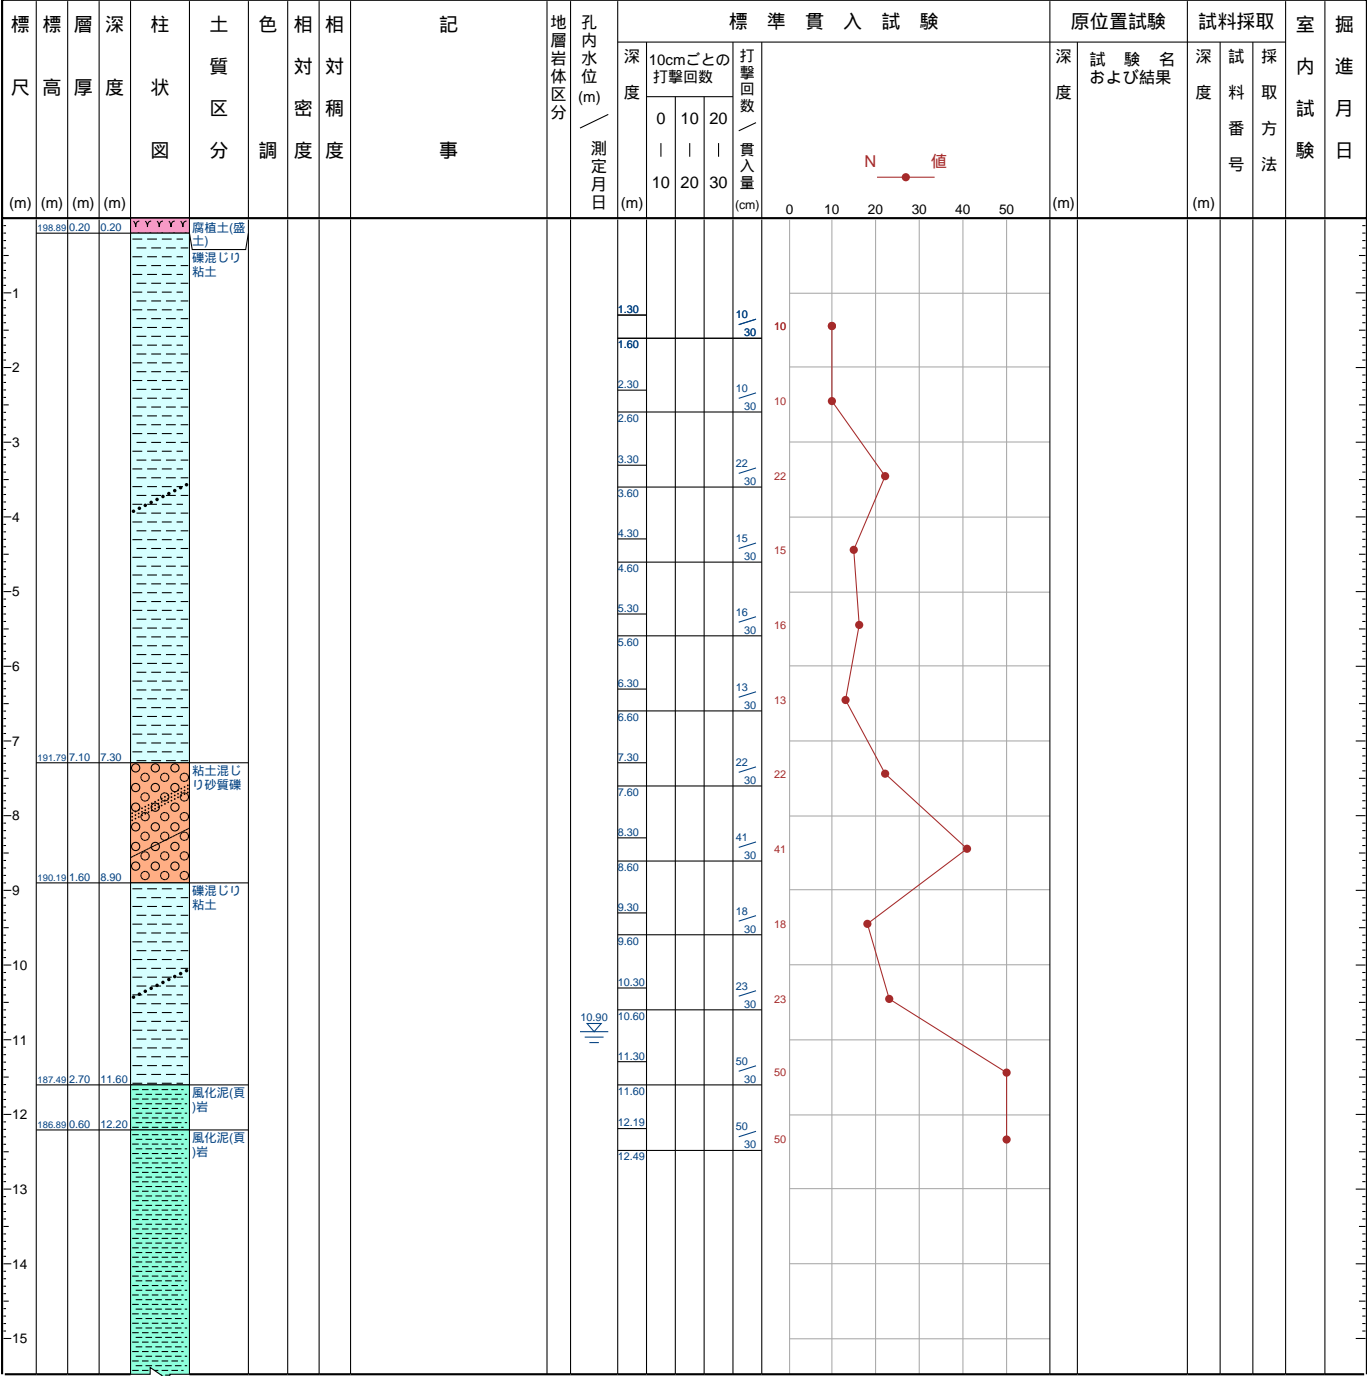 標尺(m)
標高(m)
層厚(m)
深度(m)
柱状図
土質区分
色調
相対密度
相対稠度
記事
地層岩体区分
孔内水位(m)／測定月日
標準貫入試験
深度(m)
10cmごとの
打撃回数
0 10 20
| | |
10 20 30
打撃回数／貫入量(cm)
N 値
0 10 20 30 40 50
原位置試験
深度(m)
試験名
および結果
試料採取
深度(m)
試料番号
採取方法
室内試験
掘進月日
198.89 0.20 0.20
腐植土(盛
土)
礫混じり
粘土
1
1.30
10/30
10
1.60
2
2.30
10/30
10
2.60
3
3.30
22/30
22
3.60
4
4.30
15/30
15
4.60
5
5.30
16/30
16
5.60
6
6.30
13/30
13
6.60
7
191.79 7.10 7.30
粘土混じ
り砂質礫
7.30
22/30
22
7.60
8
8.30
41/30
41
8.60
190.19 1.60 8.90
礫混じり
粘土
9
9.30
18/30
18
9.60
10
10.30
23/30
23
10.60
10.90
11
11.30
50/30
50
187.49 2.70 11.60
風化泥(頁
)岩
11.60
12
186.89 0.60 12.20
風化泥(頁
)岩
12.19
50/30
50
12.49
13
14
15